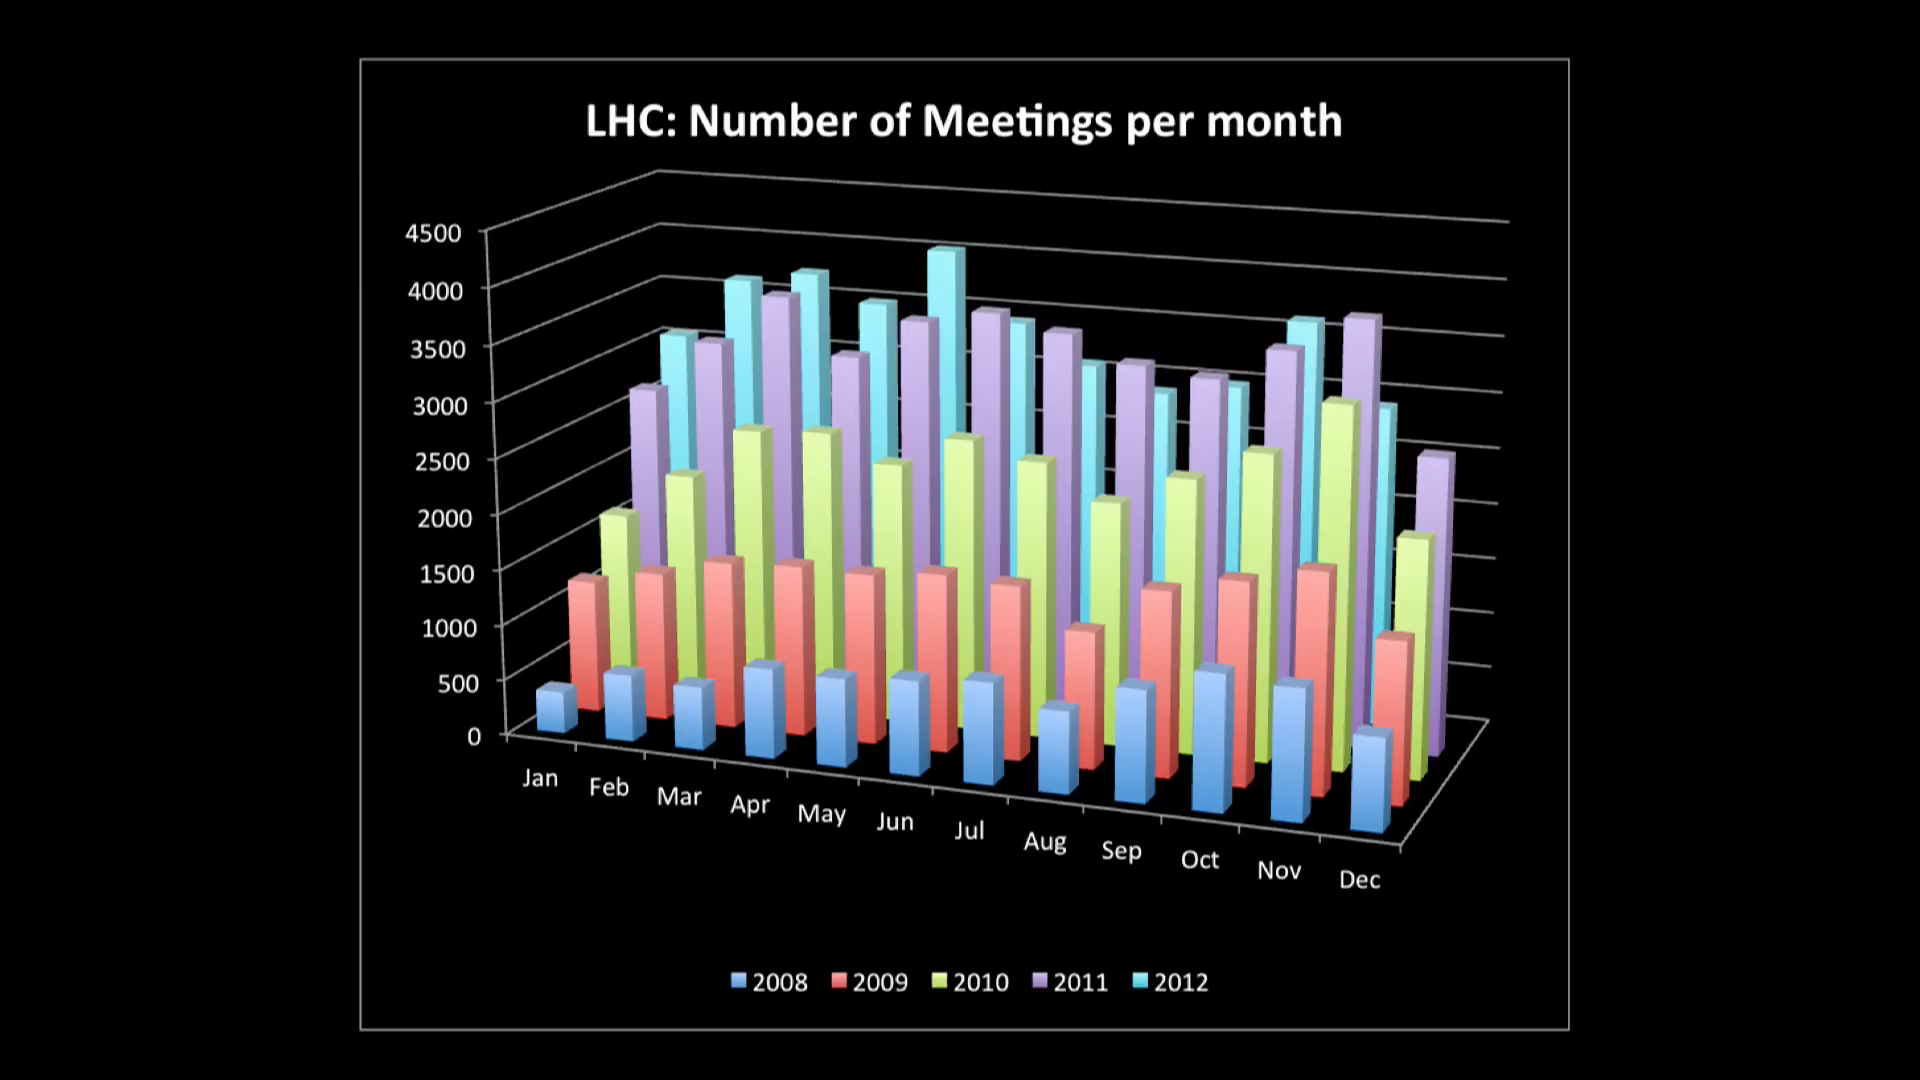 LHC: Number of Meetings per month
4500
4000
3500
3000
2500
2000
1500
1000
500
0
Jan
Feb
Mar
Apr
May
Jun
Jul
Aug
Sep
Oct
Nov
Dec
2008 2009 2010 2011 2012